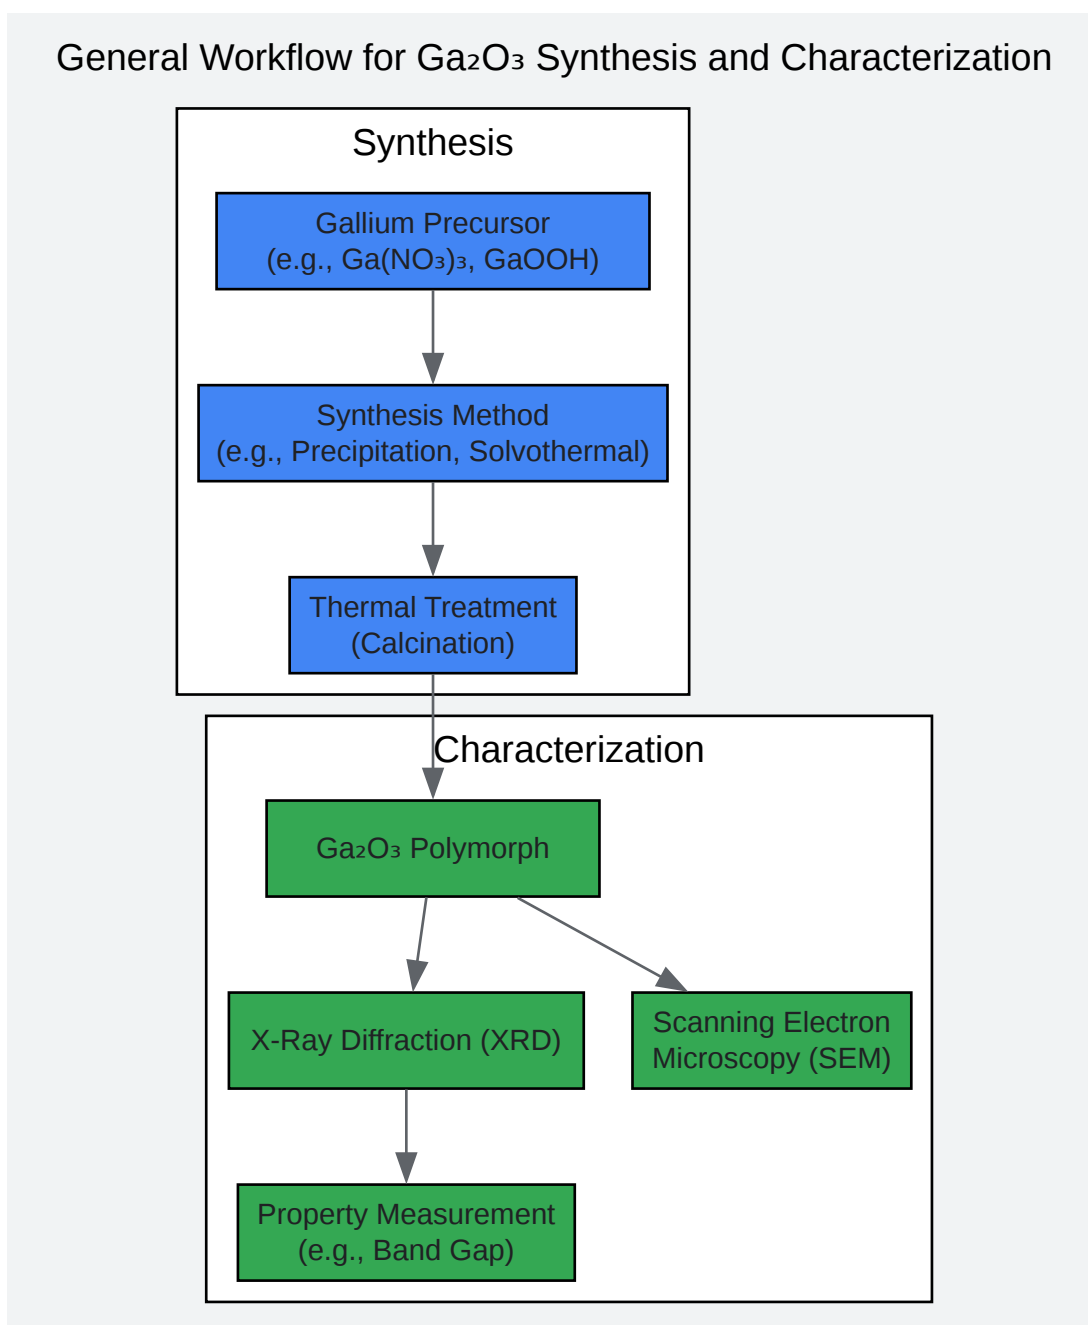 General Workflow for Ga₂O₃ Synthesis and Characterization
Synthesis
Gallium Precursor
(e.g., Ga(NO₃)₃, GaOOH)
Synthesis Method
(e.g., Precipitation, Solvothermal)
Thermal Treatment
(Calcination)
Characterization
Ga₂O₃ Polymorph
X-Ray Diffraction (XRD)
Scanning Electron
Microscopy (SEM)
Property Measurement
(e.g., Band Gap)